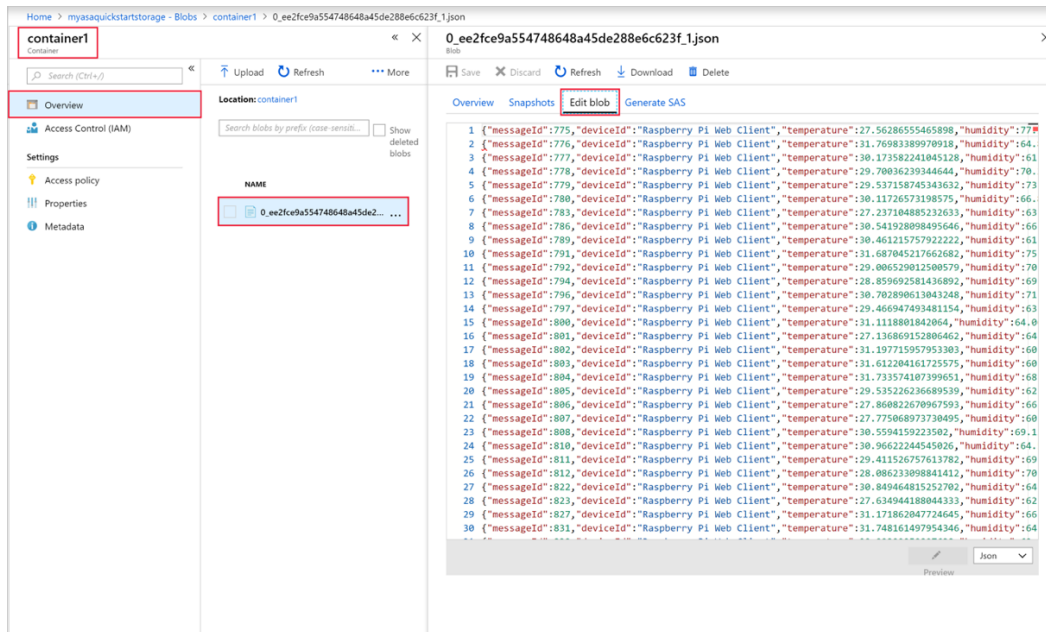 Home > myasaquickstartstorage - Blobs > container1 > 0_ee2fce9a554748648a45de288e6c623f_1.json
container1
Container
Search (Ctrl+/)
Overview
Access Control (IAM)
Settings
Access policy
Properties
Metadata
Upload Refresh More
Location: container1
Search blobs by prefix (case-sensiti...
Show
deleted
blobs
NAME
0_ee2fce9a554748648a45de2... ...
0_ee2fce9a554748648a45de288e6c623f_1.json
Blob
Save Discard Refresh Download Delete
Overview Snapshots Edit blob Generate SAS
1 {"messageId":775,"deviceId":"Raspberry Pi Web Client","temperature":27.56286555465898,"humidity":77
2 {"messageId":776,"deviceId":"Raspberry Pi Web Client","temperature":31.76983389970918,"humidity":64.
3 {"messageId":777,"deviceId":"Raspberry Pi Web Client","temperature":30.173582241045128,"humidity":61
4 {"messageId":778,"deviceId":"Raspberry Pi Web Client","temperature":29.70036239344644,"humidity":70.
5 {"messageId":779,"deviceId":"Raspberry Pi Web Client","temperature":29.537158745343632,"humidity":73
6 {"messageId":780,"deviceId":"Raspberry Pi Web Client","temperature":30.11726573198575,"humidity":66.
7 {"messageId":783,"deviceId":"Raspberry Pi Web Client","temperature":27.237104885232633,"humidity":63
8 {"messageId":786,"deviceId":"Raspberry Pi Web Client","temperature":30.541928098495646,"humidity":66
9 {"messageId":789,"deviceId":"Raspberry Pi Web Client","temperature":30.461215757922222,"humidity":61
10 {"messageId":791,"deviceId":"Raspberry Pi Web Client","temperature":31.687045217662682,"humidity":75
11 {"messageId":792,"deviceId":"Raspberry Pi Web Client","temperature":29.006529012500579,"humidity":70
12 {"messageId":794,"deviceId":"Raspberry Pi Web Client","temperature":28.859692581436892,"humidity":69
13 {"messageId":796,"deviceId":"Raspberry Pi Web Client","temperature":30.702890613043248,"humidity":71
14 {"messageId":797,"deviceId":"Raspberry Pi Web Client","temperature":29.466947493481154,"humidity":63
15 {"messageId":800,"deviceId":"Raspberry Pi Web Client","temperature":31.1118801842064,"humidity":64.0
16 {"messageId":801,"deviceId":"Raspberry Pi Web Client","temperature":27.136869152806462,"humidity":64
17 {"messageId":802,"deviceId":"Raspberry Pi Web Client","temperature":31.197715957953303,"humidity":60
18 {"messageId":803,"deviceId":"Raspberry Pi Web Client","temperature":31.612204161725575,"humidity":60
19 {"messageId":804,"deviceId":"Raspberry Pi Web Client","temperature":31.733574107399651,"humidity":68
20 {"messageId":805,"deviceId":"Raspberry Pi Web Client","temperature":29.535226236689539,"humidity":62
21 {"messageId":806,"deviceId":"Raspberry Pi Web Client","temperature":27.860822670967593,"humidity":66
22 {"messageId":807,"deviceId":"Raspberry Pi Web Client","temperature":27.775068973730495,"humidity":60
23 {"messageId":808,"deviceId":"Raspberry Pi Web Client","temperature":30.5594159223502,"humidity":69.1
24 {"messageId":810,"deviceId":"Raspberry Pi Web Client","temperature":30.96622244545026,"humidity":64.
25 {"messageId":811,"deviceId":"Raspberry Pi Web Client","temperature":29.411526757613782,"humidity":69
26 {"messageId":812,"deviceId":"Raspberry Pi Web Client","temperature":28.086233098841412,"humidity":70
27 {"messageId":822,"deviceId":"Raspberry Pi Web Client","temperature":30.849464815252702,"humidity":64
28 {"messageId":823,"deviceId":"Raspberry Pi Web Client","temperature":27.634944188044333,"humidity":62
29 {"messageId":827,"deviceId":"Raspberry Pi Web Client","temperature":31.171862047724645,"humidity":66
30 {"messageId":831,"deviceId":"Raspberry Pi Web Client","temperature":31.748161497954346,"humidity":64
Json
Preview